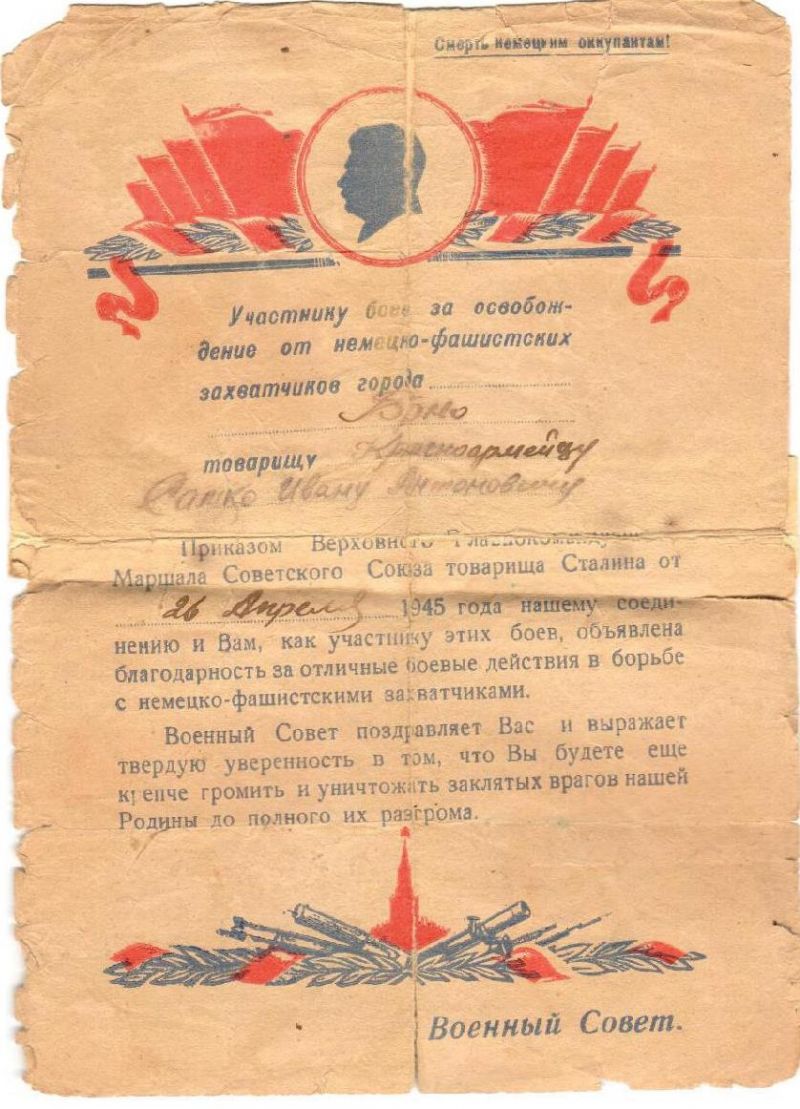 Смерть немецким оккупантам!
Участнику боев за освобож-
дение от немецко-фашистских
захватчиков города
Брно
товарищу Красноармейцу
Сатко Ивану Антоновичу
Приказом Верховного Главнокомандующего
Маршала Советского Союза товарища Сталина от
26 Апреля 1945 года нашему соеди-
нению и Вам, как участнику этих боев, объявлена
благодарность за отличные боевые действия в борьбе
с немецко-фашистскими захватчиками.
Военный Совет поздравляет Вас и выражает
твердую уверенность в том, что Вы будете еще
крепче громить и уничтожать заклятых врагов нашей
Родины до полного их разгрома.
Военный Совет.